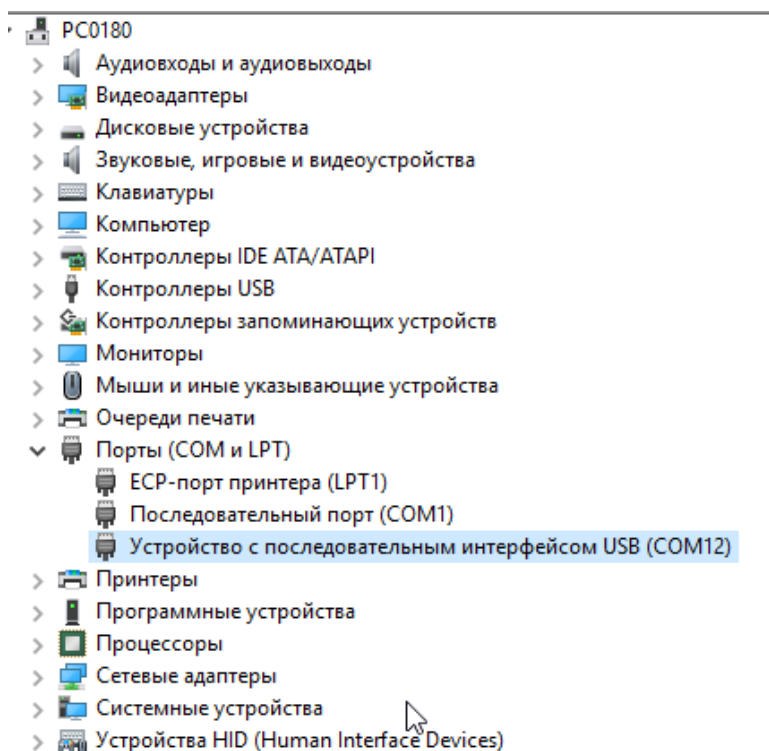 PC0180
Аудиовходы и аудиовыходы
Видеоадаптеры
Дисковые устройства
Звуковые, игровые и видеоустройства
Клавиатуры
Компьютер
Контроллеры IDE ATA/ATAPI
Контроллеры USB
Контроллеры запоминающих устройств
Мониторы
Мыши и иные указывающие устройства
Очереди печати
Порты (COM и LPT)
ECP-порт принтера (LPT1)
Последовательный порт (COM1)
Устройство с последовательным интерфейсом USB (COM12)
Принтеры
Программные устройства
Процессоры
Сетевые адаптеры
Системные устройства
Устройства HID (Human Interface Devices)